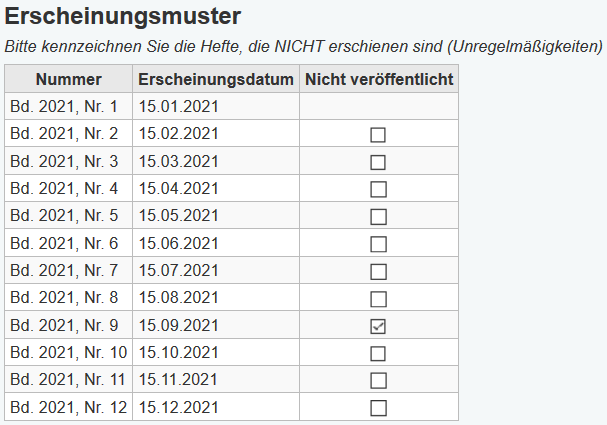 Erscheinungsmuster
Bitte kennzeichnen Sie die Hefte, die NICHT erschienen sind (Unregelmäßigkeiten)
Nummer Erscheinungsdatum Nicht veröffentlicht
Bd. 2021, Nr. 1 15.01.2021
Bd. 2021, Nr. 2 15.02.2021
Bd. 2021, Nr. 3 15.03.2021
Bd. 2021, Nr. 4 15.04.2021
Bd. 2021, Nr. 5 15.05.2021
Bd. 2021, Nr. 6 15.06.2021
Bd. 2021, Nr. 7 15.07.2021
Bd. 2021, Nr. 8 15.08.2021
Bd. 2021, Nr. 9 15.09.2021
Bd. 2021, Nr. 10 15.10.2021
Bd. 2021, Nr. 11 15.11.2021
Bd. 2021, Nr. 12 15.12.2021